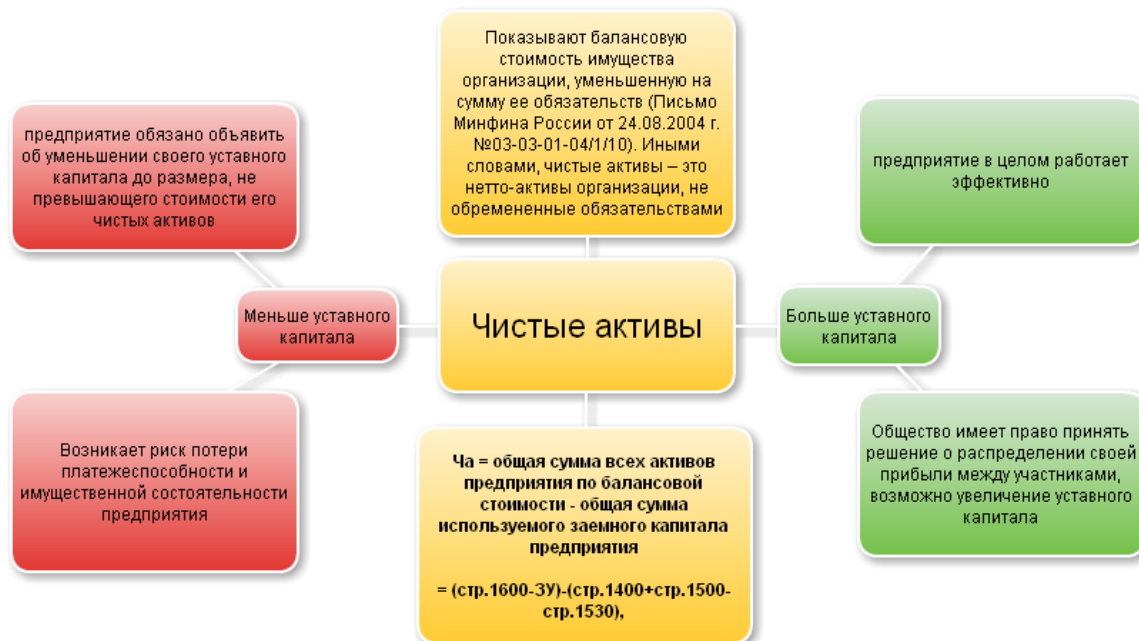 Показывают балансовую
стоимость имущества
организации, уменьшенную на
сумму ее обязательств (Письмо
Минфина России от 24.08.2004 г.
№03-03-01-04/1/10). Иными
словами, чистые активы – это
нетто-активы организации, не
обремененные обязательствами
предприятие обязано объявить
об уменьшении своего уставного
капитала до размера, не
превышающего стоимости его
чистых активов
предприятие в целом работает
эффективно
Меньше уставного
капитала
Чистые активы
Больше уставного
капитала
Возникает риск потери
платежеспособности и
имущественной состоятельности
предприятия
Ча = общая сумма всех активов
предприятия по балансовой
стоимости - общая сумма
используемого заемного капитала
предприятия
= (стр.1600-ЗУ)-(стр.1400+стр.1500-
стр.1530),
Общество имеет право принять
решение о распределении своей
прибыли между участниками,
возможно увеличение уставного
капитала